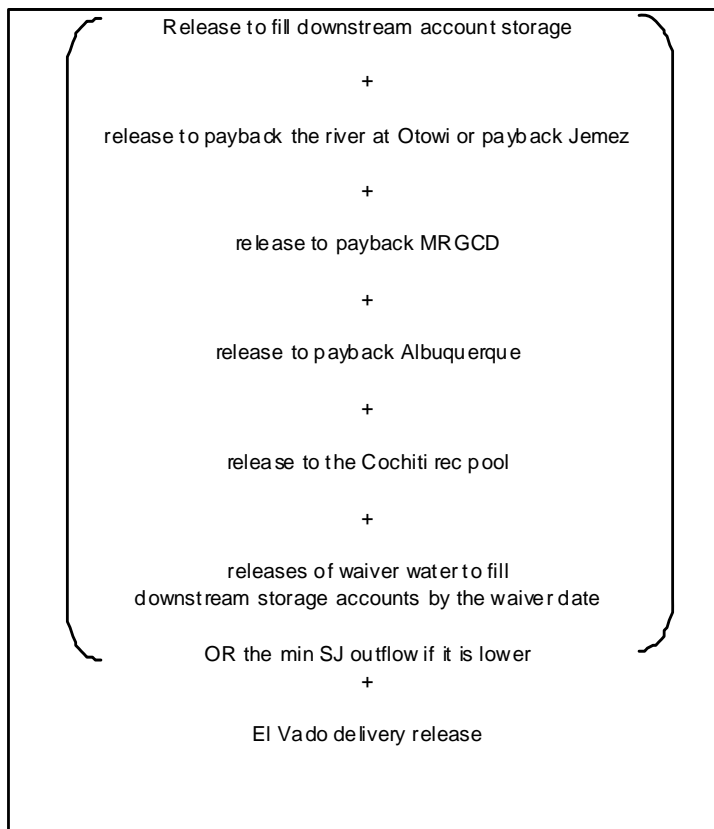 Release to fill downstream account storage
+
release to payback the river at Otowi or payback Jemez
+
release to payback MRGCD
+
release to payback Albuquerque
+
release to the Cochiti rec pool
+
releases of waiver water to fill
downstream storage accounts by the waiver date
OR the min SJ outflow if it is lower
+
El Vado delivery release